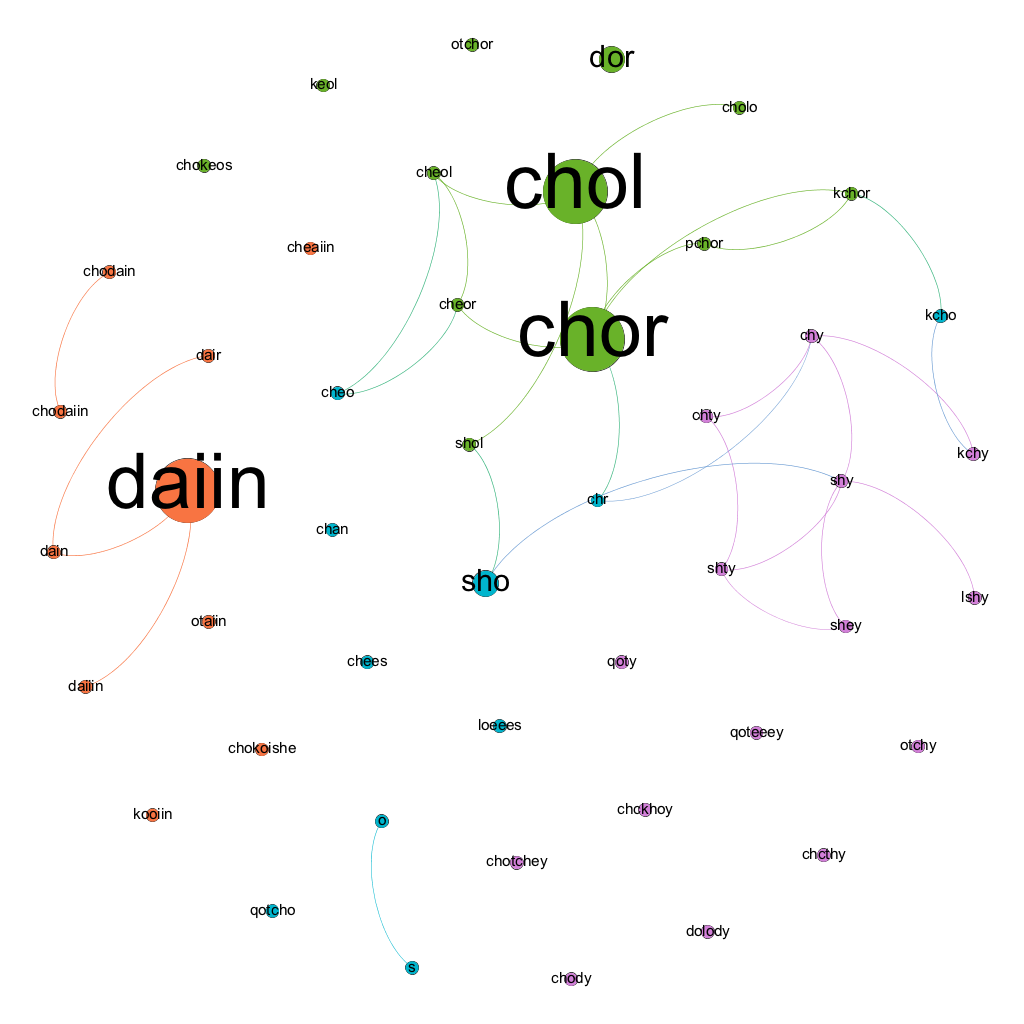 otchor
dor
keol
cholo
chokeos
cheol
chol
kchor
pchor
cheaiin
chodain
cheor
kcho
chor
chy
dair
cheo
chodaiin
chty
shol
kchy
daiin
shy
chr
chan
dain
shty
sho
lshy
otaiin
shey
chees
qoty
daiiin
loeees
qoteeey
otchy
chokoishe
chckhoy
kooiin
o
chcthy
chotchey
qotcho
dolody
s
chody